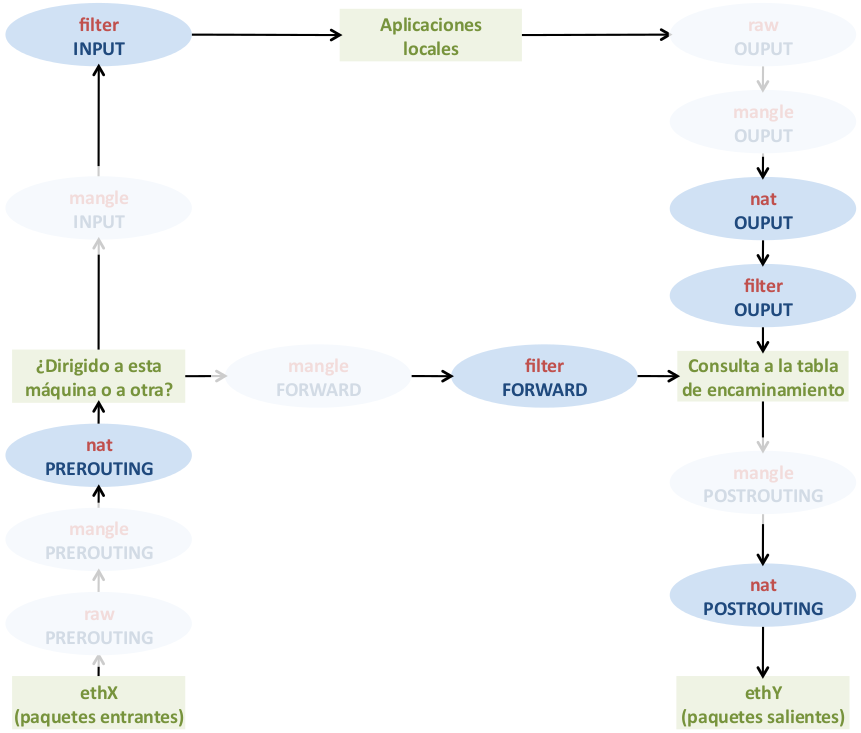 filter
INPUT
Aplicaciones
locales
raw
OUPUT
mangle
OUPUT
mangle
INPUT
nat
OUPUT
filter
OUPUT
¿Dirigido a esta
máquina o a otra?
mangle
FORWARD
filter
FORWARD
Consulta a la tabla
de encaminamiento
nat
PREROUTING
mangle
POSTROUTING
mangle
PREROUTING
nat
POSTROUTING
raw
PREROUTING
ethX
(paquetes entrantes)
ethY
(paquetes salientes)